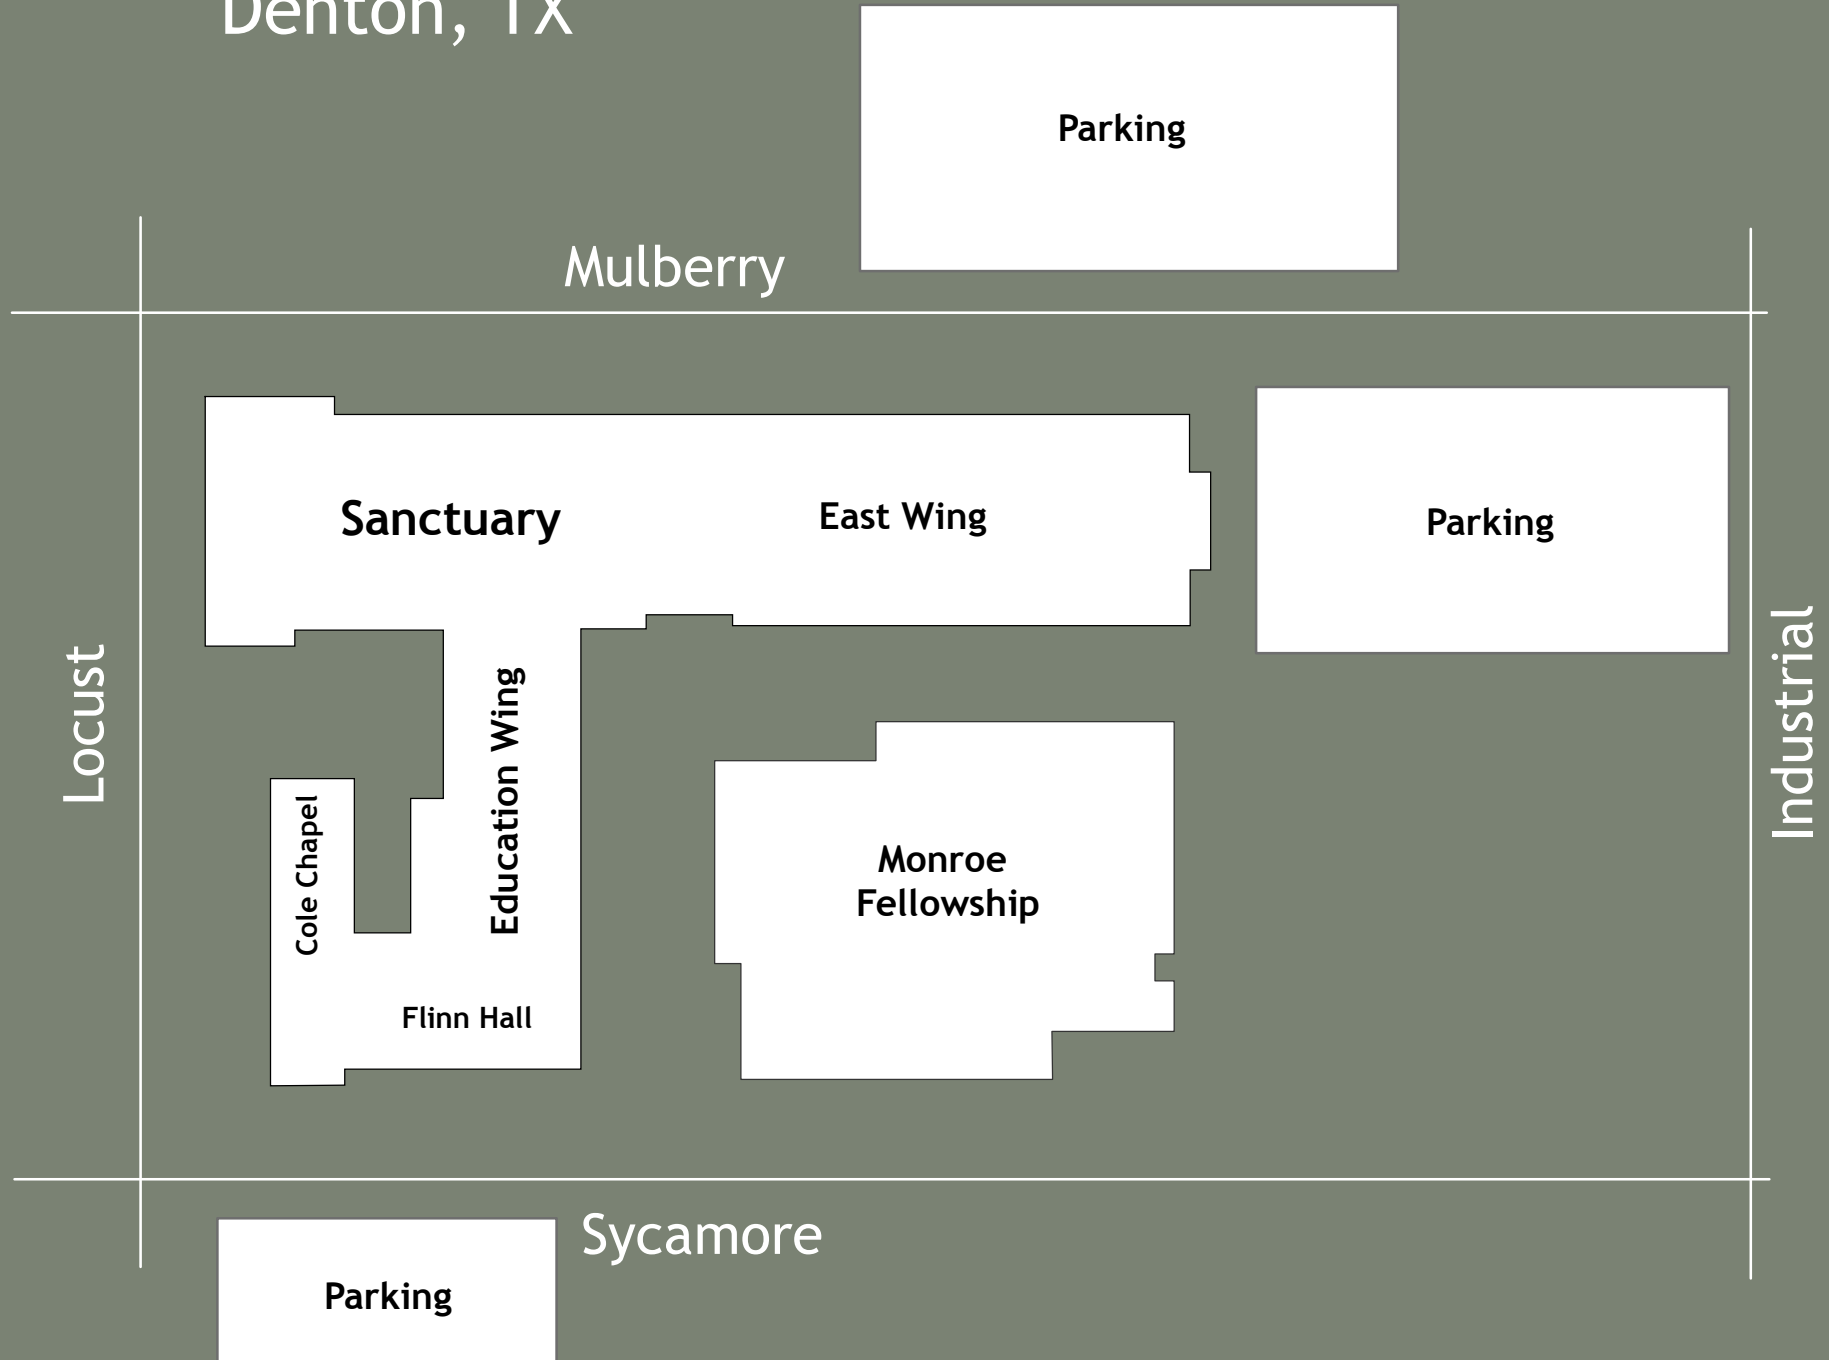 Denton, TX
Parking
Mulberry
Sanctuary
East Wing
Parking
Locust
Industrial
Education Wing
Cole Chapel
Monroe
Fellowship
Flinn Hall
Sycamore
Parking